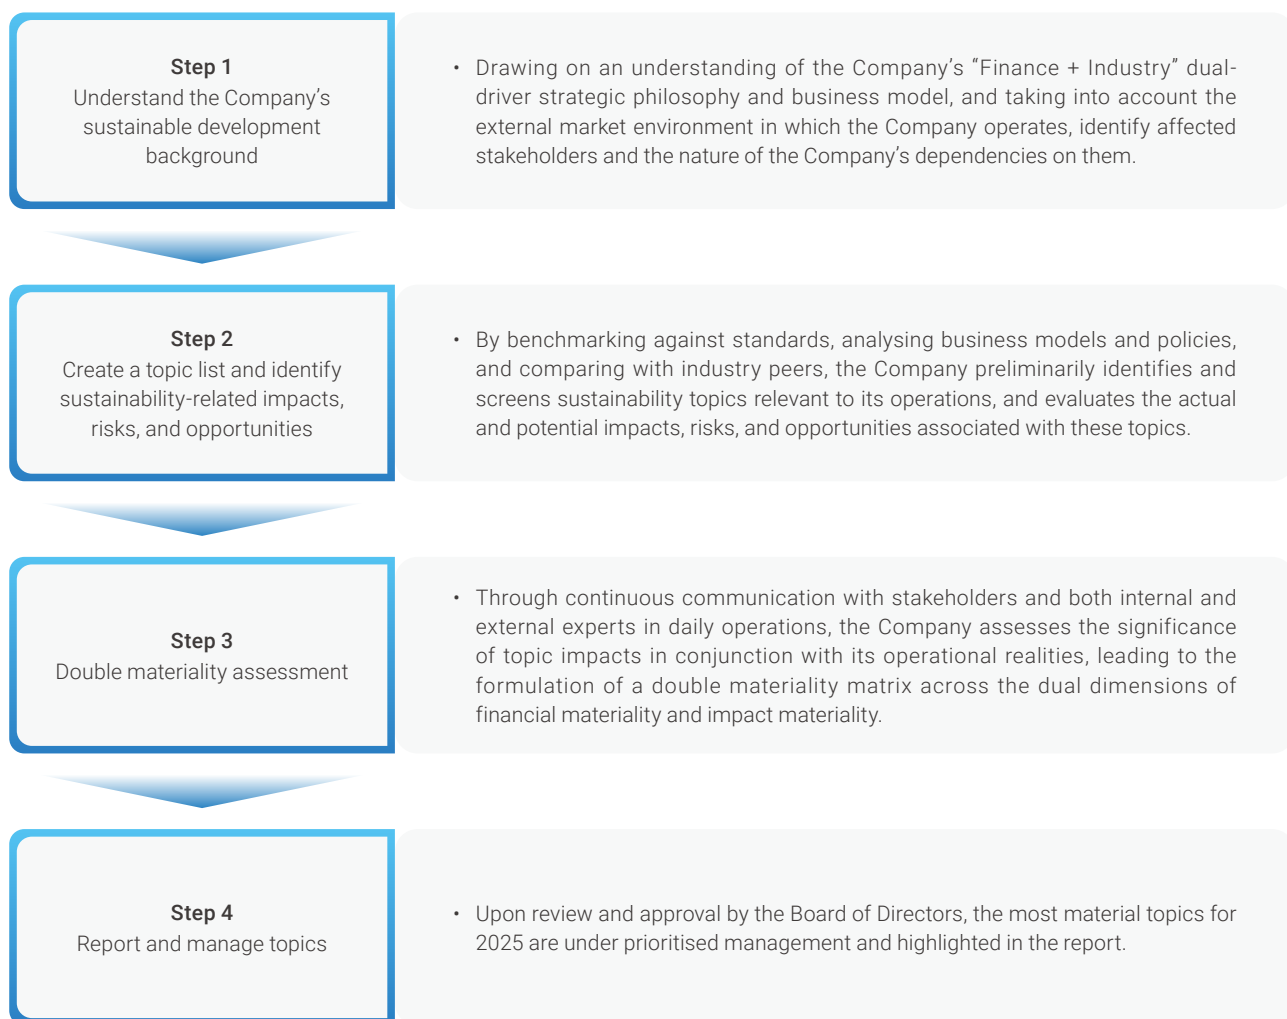 Step 1
Understand the Company's
sustainable development
background
• Drawing on an understanding of the Company's “Finance + Industry” dual-
driver strategic philosophy and business model, and taking into account the
external market environment in which the Company operates, identify affected
stakeholders and the nature of the Company's dependencies on them.
Step 2
Create a topic list and identify
sustainability-related impacts,
risks, and opportunities
• By benchmarking against standards, analysing business models and policies,
and comparing with industry peers, the Company preliminarily identifies and
screens sustainability topics relevant to its operations, and evaluates the actual
and potential impacts, risks, and opportunities associated with these topics.
Step 3
Double materiality assessment
• Through continuous communication with stakeholders and both internal and
external experts in daily operations, the Company assesses the significance
of topic impacts in conjunction with its operational realities, leading to the
formulation of a double materiality matrix across the dual dimensions of
financial materiality and impact materiality.
Step 4
Report and manage topics
• Upon review and approval by the Board of Directors, the most material topics for
2025 are under prioritised management and highlighted in the report.